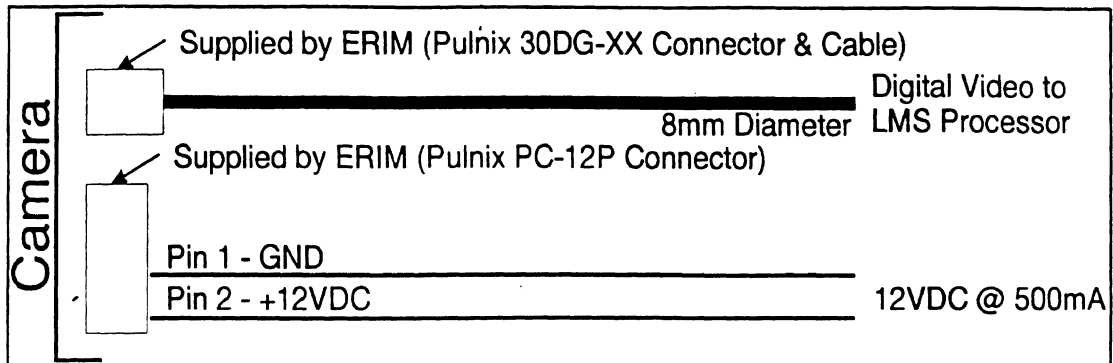 Camera
Supplied by ERIM (Pulnix 30DG-XX Connector & Cable)
8mm Diameter
Digital Video to
LMS Processor
Supplied by ERIM (Pulnix PC-12P Connector)
Pin 1 - GND
Pin 2 - +12VDC
12VDC @ 500mA